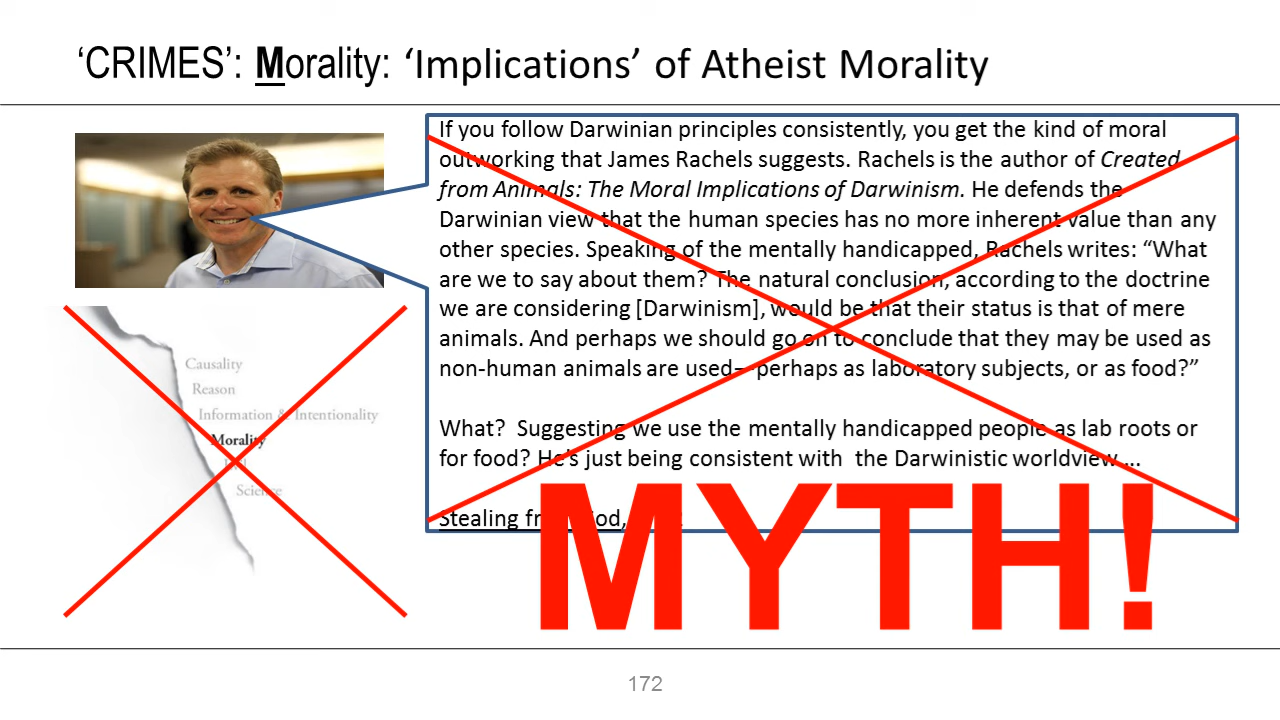 ‘CRIMES’: Morality: ‘Implications’ of Atheist Morality
If you follow Darwinian principles consistently, you get the kind of moral
outworking that James Rachels suggests. Rachels is the author of Created
from Animals: The Moral Implications of Darwinism. He defends the
Darwinian view that the human species has no more inherent value than any
other species. Speaking of the mentally handicapped, Rachels writes: “What
are we to say about them? The natural conclusion, according to the doctrine
we are considering [Darwinism], would be that their status is that of mere
animals. And perhaps we should go on to conclude that they may be used as
non-human animals are used—perhaps as laboratory subjects, or as food?”
What? Suggesting we use the mentally handicapped people as lab roots or
for food? He’s just being consistent with the Darwinistic worldview ...
Stealing from God,
Causality
Reason
Information & Intentionality
Morality
Science
MYTH!
172